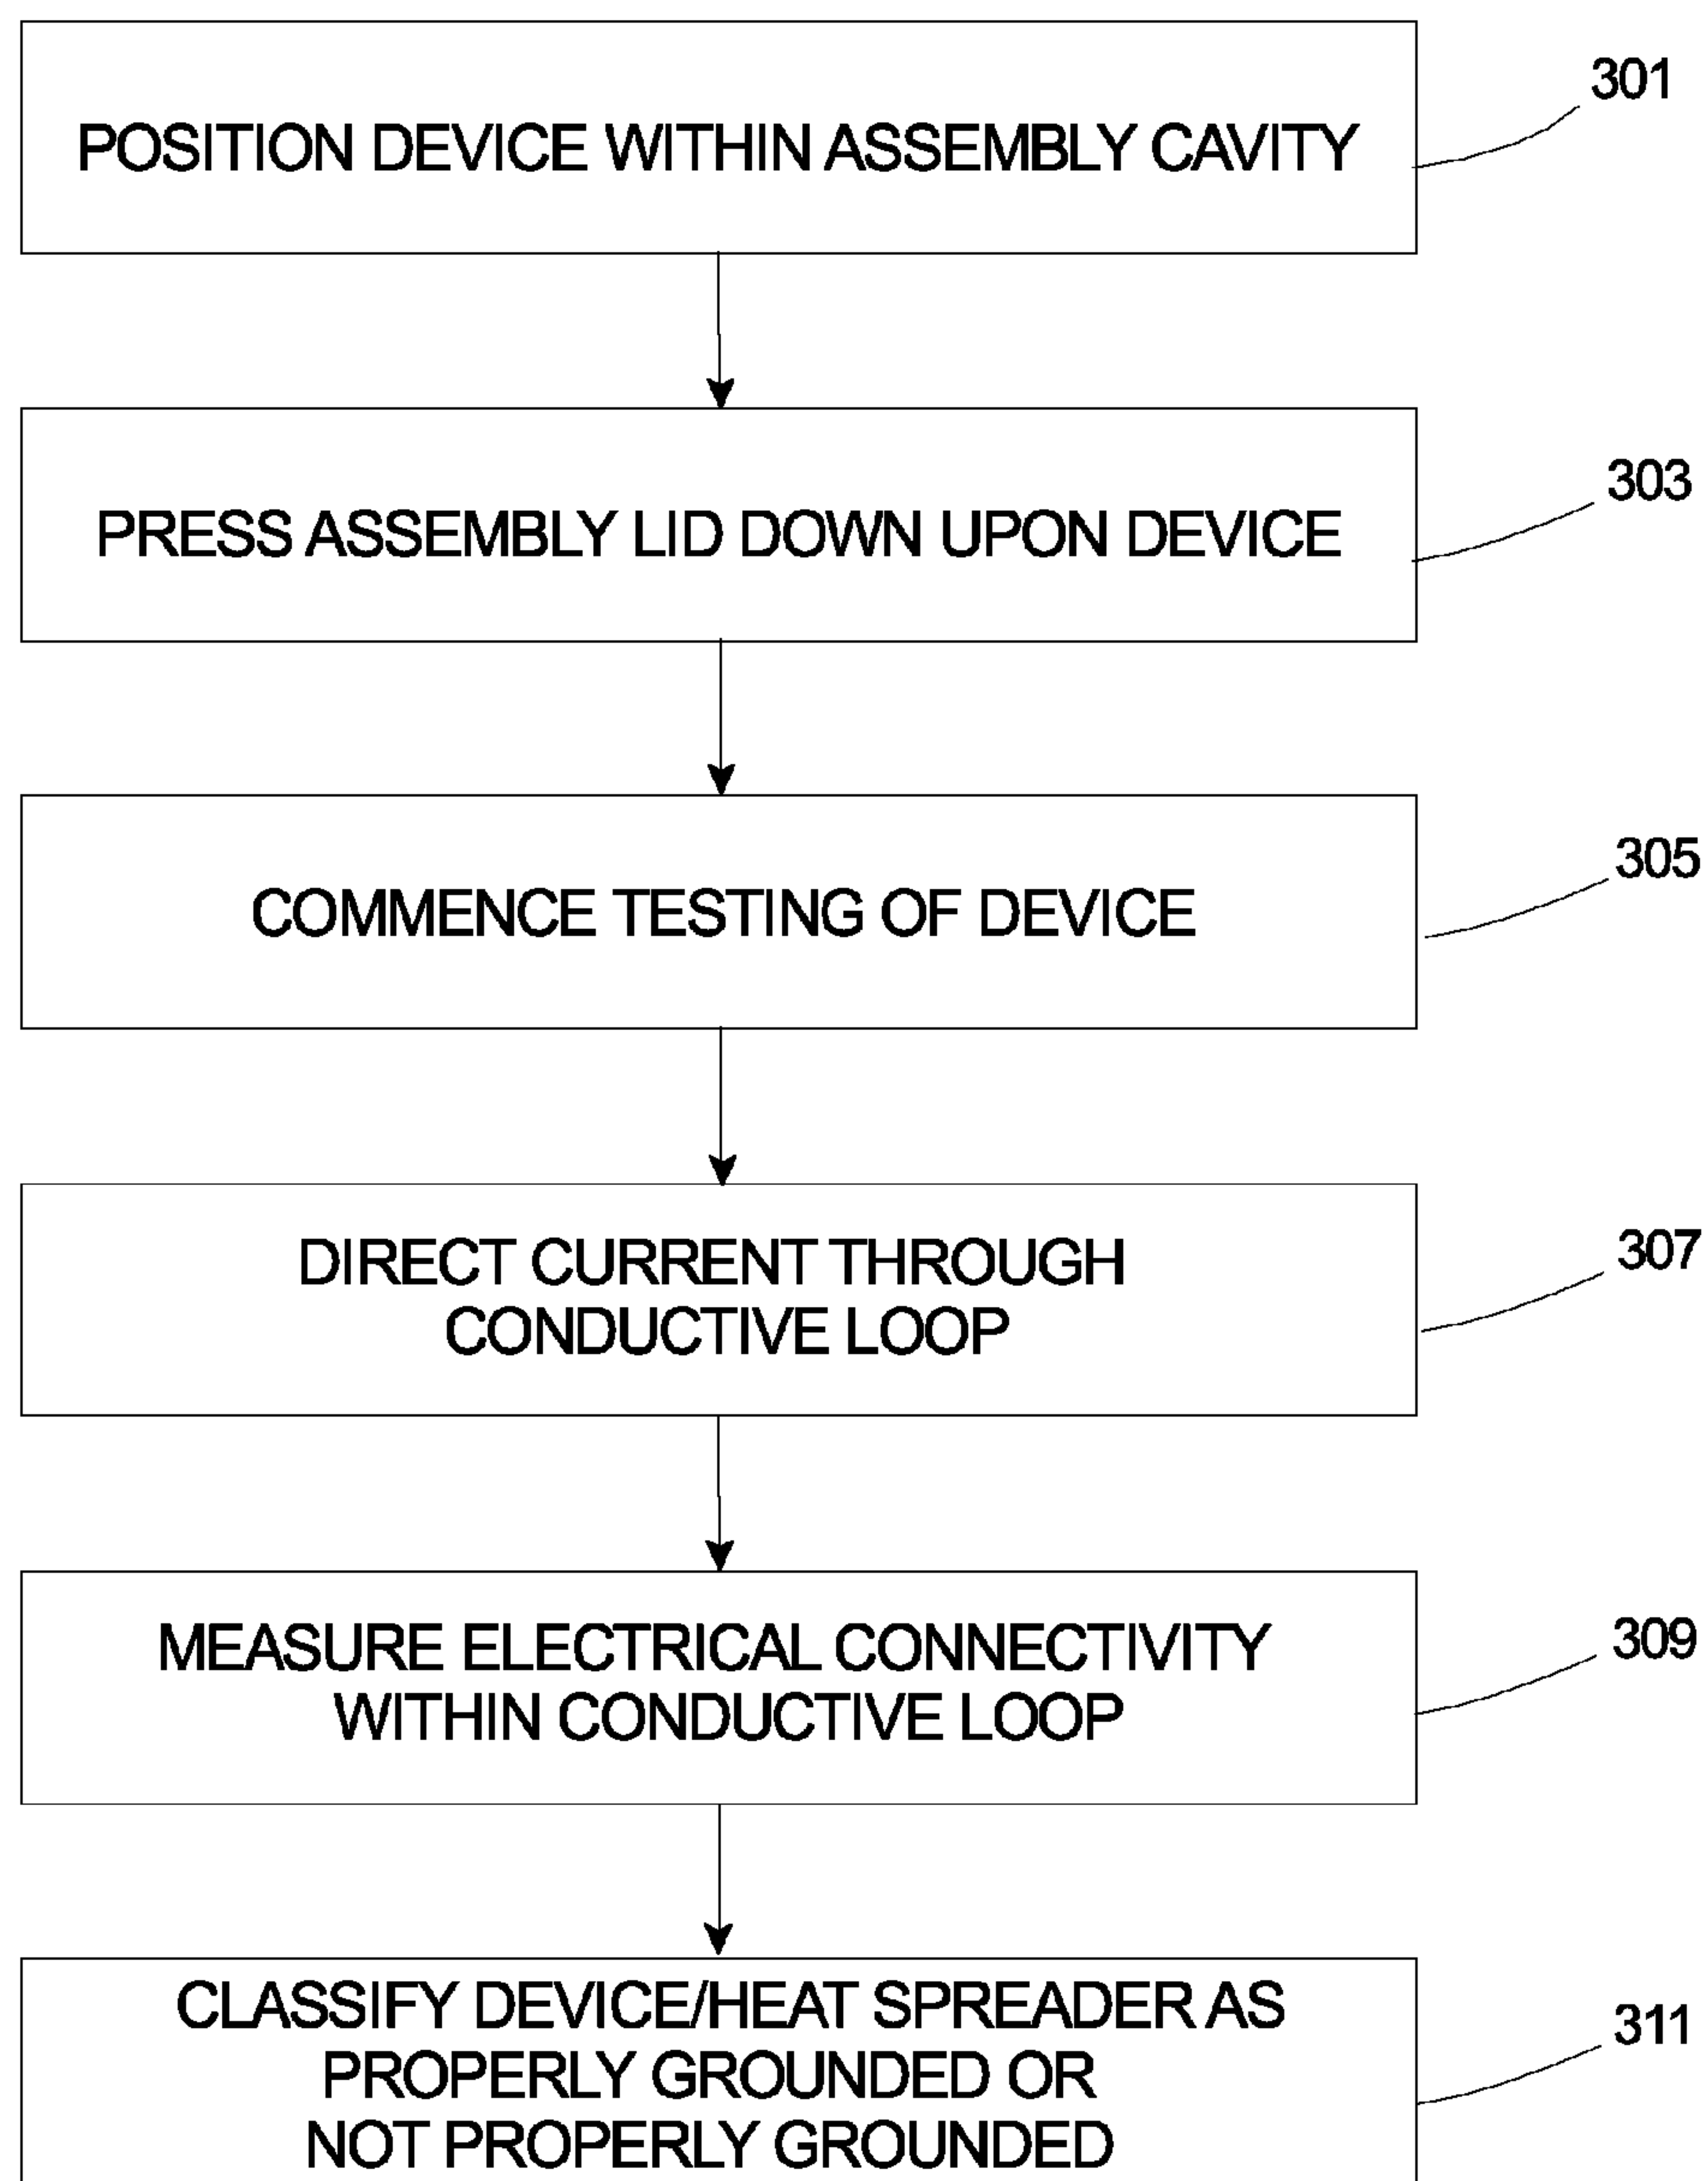 POSITION DEVICE WITHIN ASSEMBLY CAVITY
301
PRESS ASSEMBLY LID DOWN UPON DEVICE
303
COMMENCE TESTING OF DEVICE
305
DIRECT CURRENT THROUGH
CONDUCTIVE LOOP
307
MEASURE ELECTRICAL CONNECTIVITY
WITHIN CONDUCTIVE LOOP
309
CLASSIFY DEVICE/HEAT SPREADER AS
PROPERLY GROUNDED OR
NOT PROPERLY GROUNDED
311